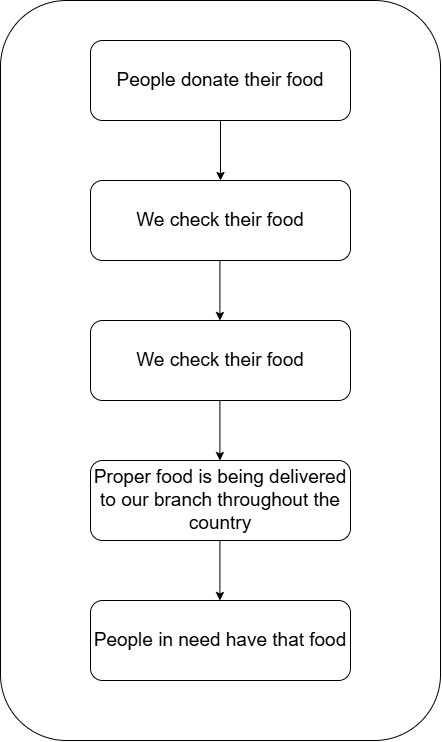 People donate their food
We check their food
We check their food
Proper food is being delivered
to our branch throughout the
country
People in need have that food